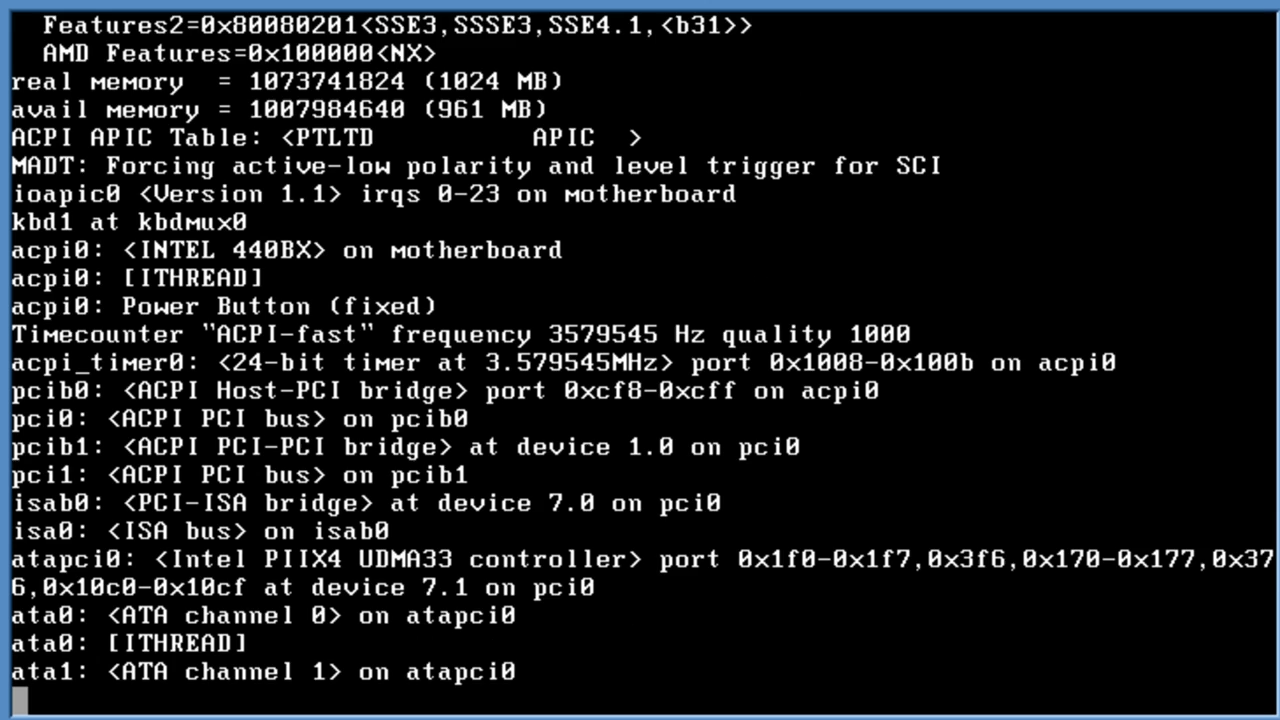 Features2=0x80080201<SSE3,SSSE3,SSE4.1,<b31>>
AMD Features=0x100000<NX>
real memory  = 1073741824 (1024 MB)
avail memory = 1007984640 (961 MB)
ACPI APIC Table: <PTLTD          APIC  >
MADT: Forcing active-low polarity and level trigger for SCI
ioapic0 <Version 1.1> irqs 0-23 on motherboard
kbd1 at kbdmux0
acpi0: <INTEL 440BX> on motherboard
acpi0: [ITHREAD]
acpi0: Power Button (fixed)
Timecounter "ACPI-fast" frequency 3579545 Hz quality 1000
acpi_timer0: <24-bit timer at 3.579545MHz> port 0x1008-0x100b on acpi0
pcib0: <ACPI Host-PCI bridge> port 0xcf8-0xcff on acpi0
pci0: <ACPI PCI bus> on pcib0
pcib1: <ACPI PCI-PCI bridge> at device 1.0 on pci0
pci1: <ACPI PCI bus> on pcib1
isab0: <PCI-ISA bridge> at device 7.0 on pci0
isa0: <ISA bus> on isab0
atapci0: <Intel PIIX4 UDMA33 controller> port 0x1f0-0x1f7,0x3f6,0x170-0x177,0x37
6,0x10c0-0x10cf at device 7.1 on pci0
ata0: <ATA channel 0> on atapci0
ata0: [ITHREAD]
ata1: <ATA channel 1> on atapci0